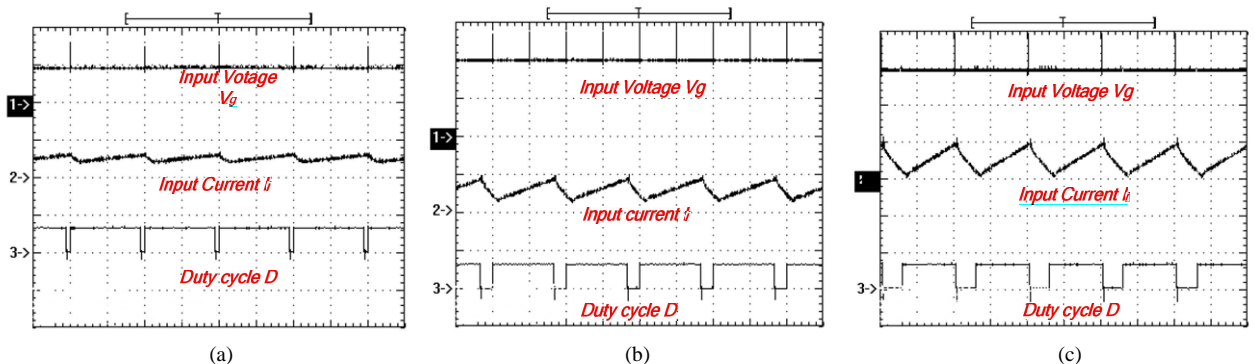 Input Votage
Vg
1->
Input Current Ii
2->
3->
Duty cycle D
(a)
Input Voltage Vg
1->
Input current i
2->
3->
Duty cycle D
(b)
Input Voltage Vg
Input Current
3->
Duty cycle D
(c)